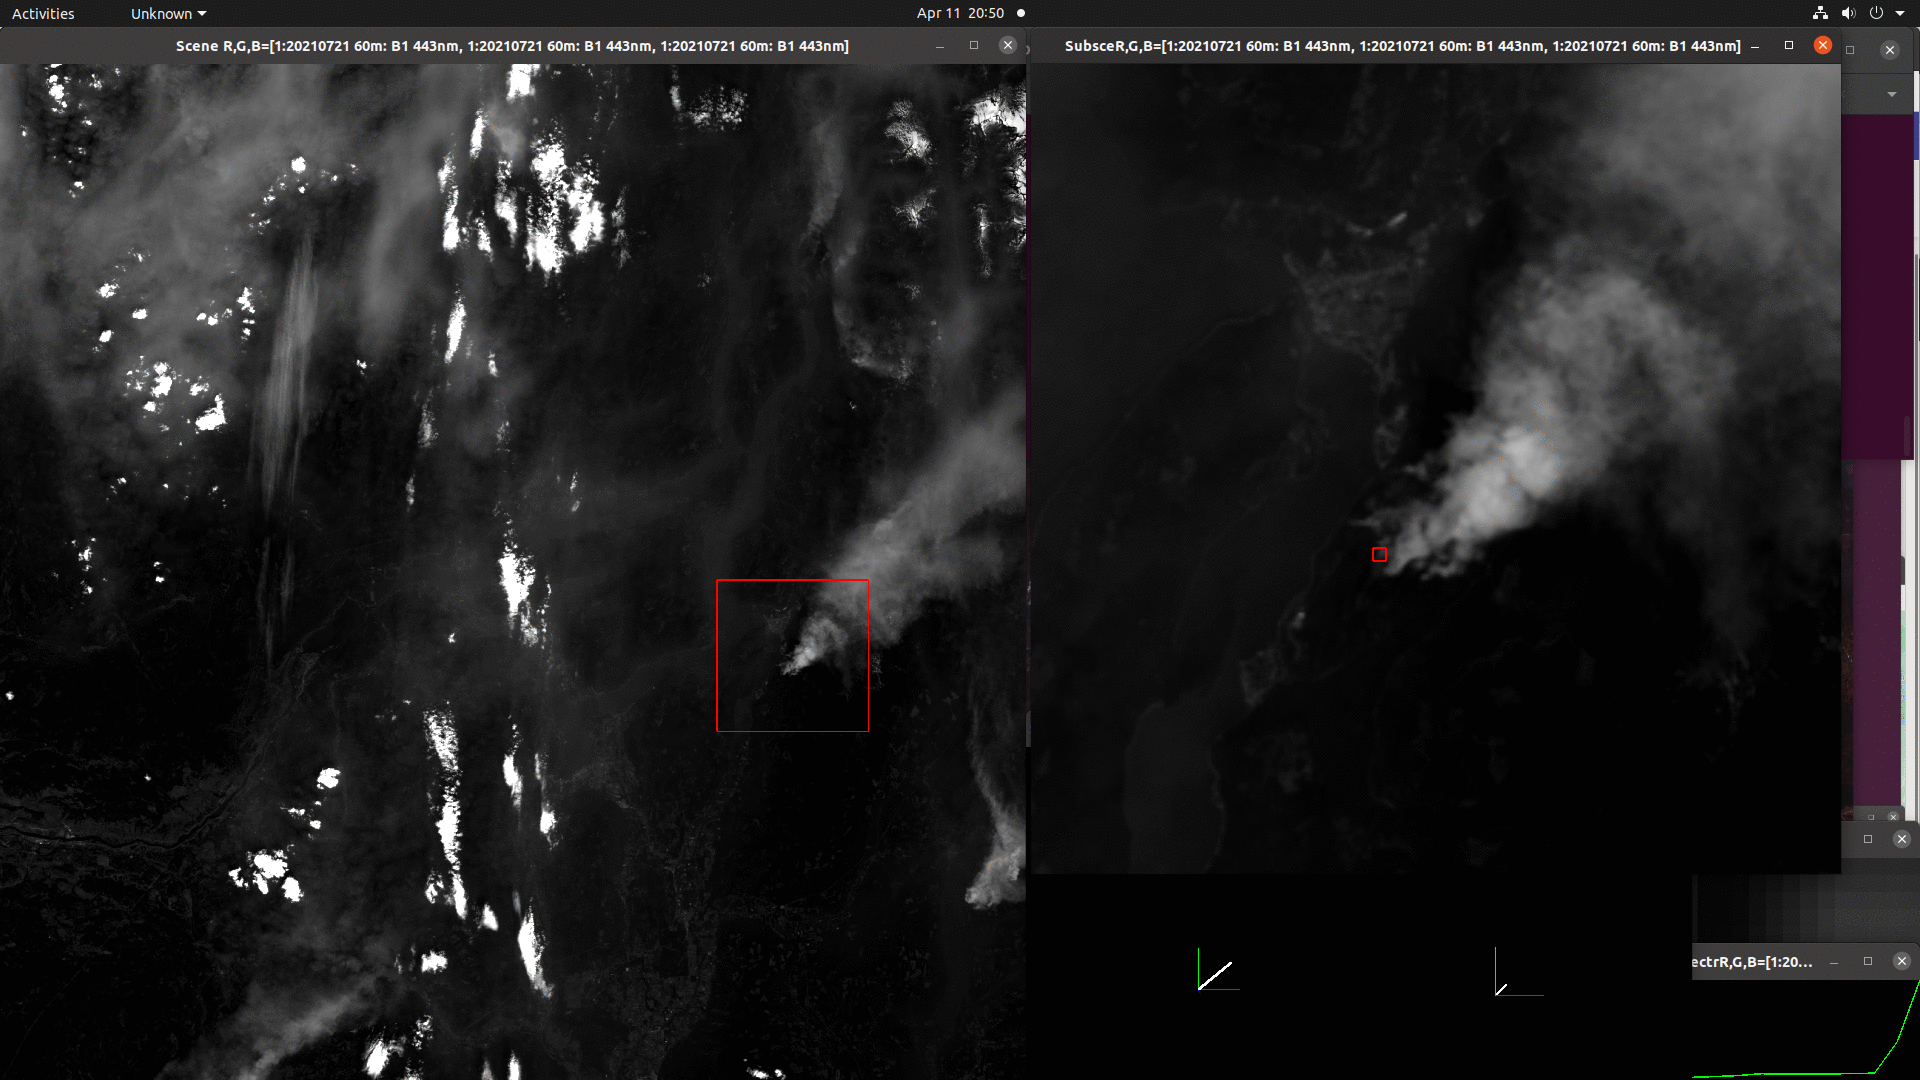 Activities
Unknown
Apr 11 20:50
Scene R,G,B=[1:20210721 60m: B1 443nm, 1:20210721 60m: B1 443nm, 1:20210721 60m: B1 443nm]
SubsceR,G,B=[1:20210721 60m: B1 443nm, 1:20210721 60m: B1 443nm, 1:20210721 60m: B1 443nm]
ectrR,G,B=[1:20...